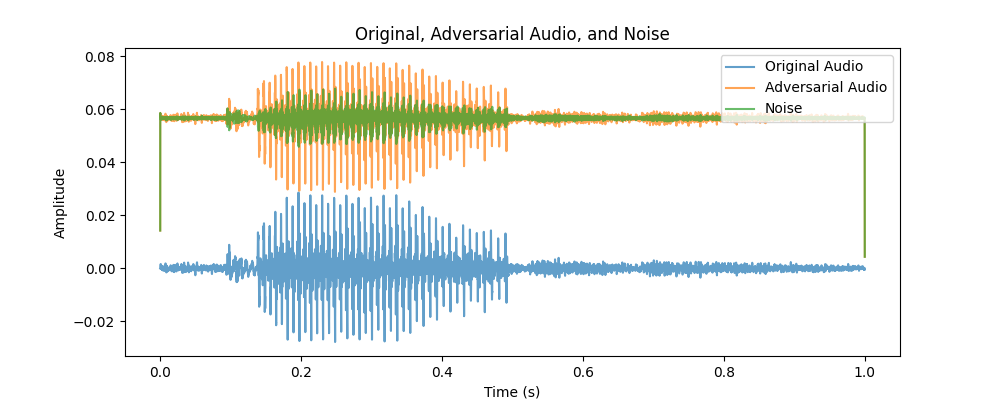 Original, Adversarial Audio, and Noise
Original Audio
Adversarial Audio
Noise
Amplitude
0.08
0.06
0.04
0.02
0.00
−0.02
0.0 0.2 0.4 0.6 0.8 1.0
Time (s)